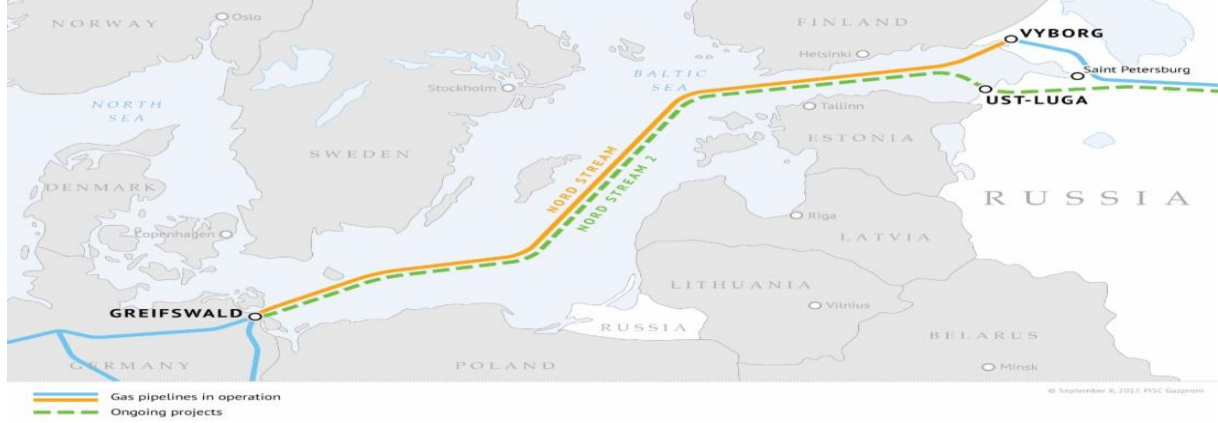 NORWAY
Oslo
FINLAND
VYBORG
Helsinki
Saint Petersburg
BALTIC
SEA
Stockholm
UST-LUGA
NORTH
SEA
Tallinn
ESTONIA
SWEDEN
NORD STREAM
NORD STREAM 2
DENMARK
RUSSIA
Riga
Copenhagen
LATVIA
LITHUANIA
GREIFSWALD
Vilnius
RUSSIA
BELARUS
GERMANY
POLAND
Minsk
Gas pipelines in operation
© September 8, 2017. PJSC Gazprom
Ongoing projects